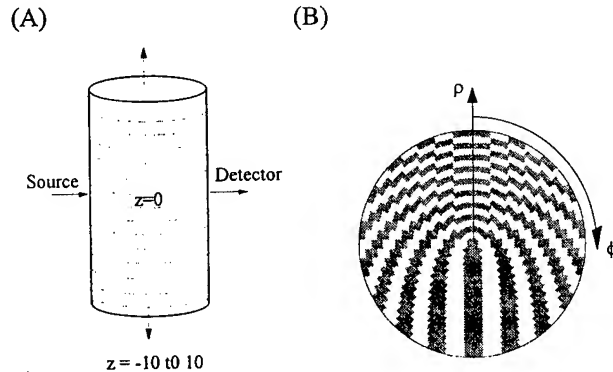 (A)
(B)
Source
Detector
z=0
z = -10 t0 10
ρ
ϕ